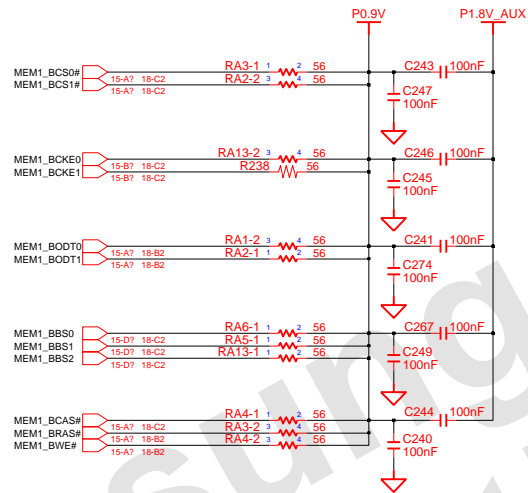 P0.9V P1.8V_AUX
MEM1_BCS0# RA3-1 1 2 56 C243 100nF
MEM1_BCS1# 15-A? 18-C2 RA2-2 3 4 56 C247
15-A? 18-C2 100nF
MEM1_BCKE0 RA13-2 3 4 56 C246 100nF
MEM1_BCKE1 15-B? 18-C2 R238 56 C245
15-B? 18-C2 100nF
MEM1_BODT0 RA1-2 3 4 56 C241 100nF
MEM1_BODT1 15-A? 18-B2 RA2-1 1 2 56 C274
15-A? 18-B2 100nF
MEM1_BBS0 RA6-1 1 2 56 C267 100nF
MEM1_BBS1 15-D? 18-C2 RA5-1 1 2 56 C249
MEM1_BBS2 15-D? 18-C2 RA13-1 1 2 56 100nF
15-D? 18-C2
MEM1_BCAS# RA4-1 1 2 56 C244 100nF
MEM1_BRAS# 15-A? 18-C2 RA3-2 3 4 56 C240
MEM1_BWE# 15-A? 18-B2 RA4-2 3 4 56 100nF
15-A? 18-B2
sung